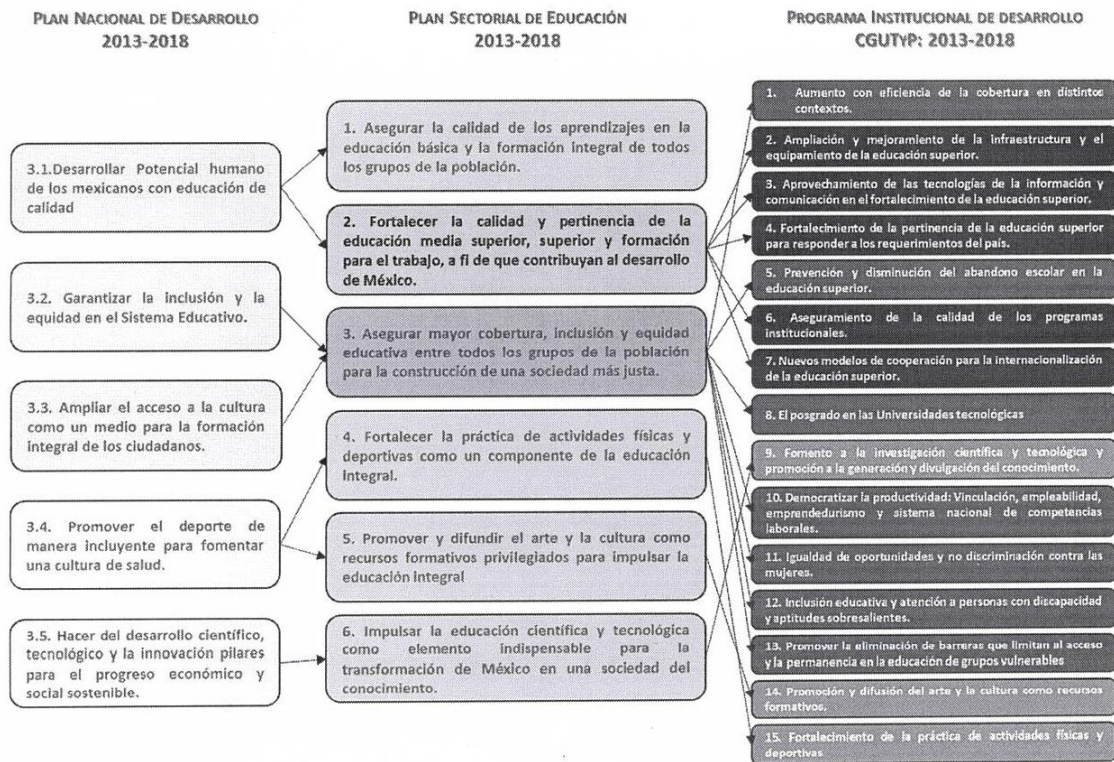 PLAN NACIONAL DE DESARROLLO
2013-2018
3.1.Desarrollar Potencial humano
de los mexicanos con educación de
calidad
3.2. Garantizar la inclusión y la
equidad en el Sistema Educativo.
3.3. Ampliar el acceso a la cultura
como un medio para la formación
integral de los ciudadanos.
3.4. Promover el deporte de
manera incluyente para fomentar
una cultura de salud.
3.5. Hacer del desarrollo científico,
tecnológico y la innovación pilares
para el progreso económico y
social sostenible.
PLAN SECTORIAL DE EDUCACIÓN
2013-2018
1. Asegurar la calidad de los aprendizajes en la
educación básica y la formación integral de todos
los grupos de la población.
2. Fortalecer la calidad y pertinencia de la
educación media superior, superior y formación
para el trabajo, a fi de que contribuyan al desarrollo
de México.
3. Asegurar mayor cobertura, inclusión y equidad
educativa entre todos los grupos de la población
para la construcción de una sociedad más justa.
4. Fortalecer la práctica de actividades físicas y
deportivas como un componente de la educación
integral.
5. Promover y difundir el arte y la cultura como
recursos formativos privilegiados para impulsar la
educación integral
6. Impulsar la educación científica y tecnológica
como elemento indispensable para la
transformación de México en una sociedad del
conocimiento.
PROGRAMA INSTITUCIONAL DE DESARROLLO
CGUTYP: 2013-2018
1. Aumento con eficiencia de la cobertura en distintos
contextos.
2. Ampliación y mejoramiento de la infraestructura y el
equipamiento de la educación superior.
3. Aprovechamiento de las tecnologías de la información y
comunicación en el fortalecimiento de la educación superior.
4. Fortalecimiento de la pertinencia de la educación superior
para responder a los requerimientos del país.
5. Prevención y disminución del abandono escolar en la
educación superior.
6. Aseguramiento de la calidad de los programas
institucionales.
7. Nuevos modelos de cooperación para la internacionalización
de la educación superior.
8. El posgrado en las Universidades tecnológicas
9. Fomento a la investigación científica y tecnológica y
promoción a la generación y divulgación del conocimiento.
10. Democratizar la productividad: Vinculación, empleabilidad,
emprendedurismo y sistema nacional de competencias
laborales.
11. Igualdad de oportunidades y no discriminación contra las
mujeres.
12. Inclusión educativa y atención a personas con discapacidad
y aptitudes sobresalientes.
13. Promover la eliminación de barreras que limitan al acceso
y la permanencia en la educación de grupos vulnerables
14. Promoción y difusión del arte y la cultura como recursos
formativos.
15. Fortalecimiento de la práctica de actividades físicas y
deportivas